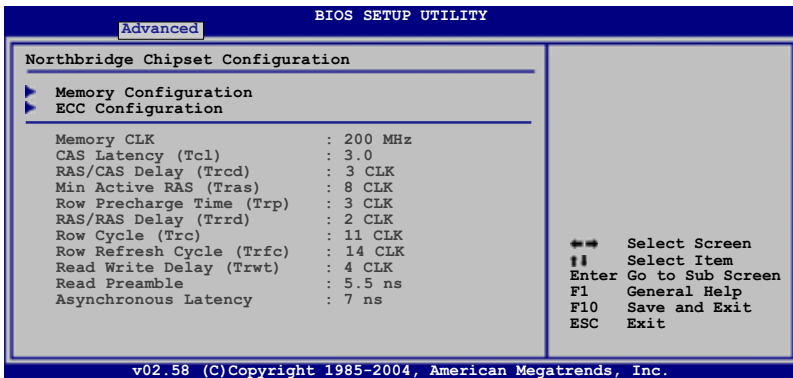 BIOS SETUP UTILITY
Advanced
Northbridge Chipset Configuration
Memory Configuration
ECC Configuration
Memory CLK : 200 MHz
CAS Latency (Tcl) : 3.0
RAS/CAS Delay (Trcd) : 3 CLK
Min Active RAS (Tras) : 8 CLK
Row Precharge Time (Trp) : 3 CLK
RAS/RAS Delay (Trrd) : 2 CLK
Row Cycle (Trc) : 11 CLK
Row Refresh Cycle (Trfc) : 14 CLK
Read Write Delay (Trwt) : 4 CLK
Read Preamble : 5.5 ns
Asynchronous Latency : 7 ns
Select Screen
Select Item
Enter Go to Sub Screen
F1 General Help
F10 Save and Exit
ESC Exit
v02.58 (C)Copyright 1985-2004, American Megatrends, Inc.